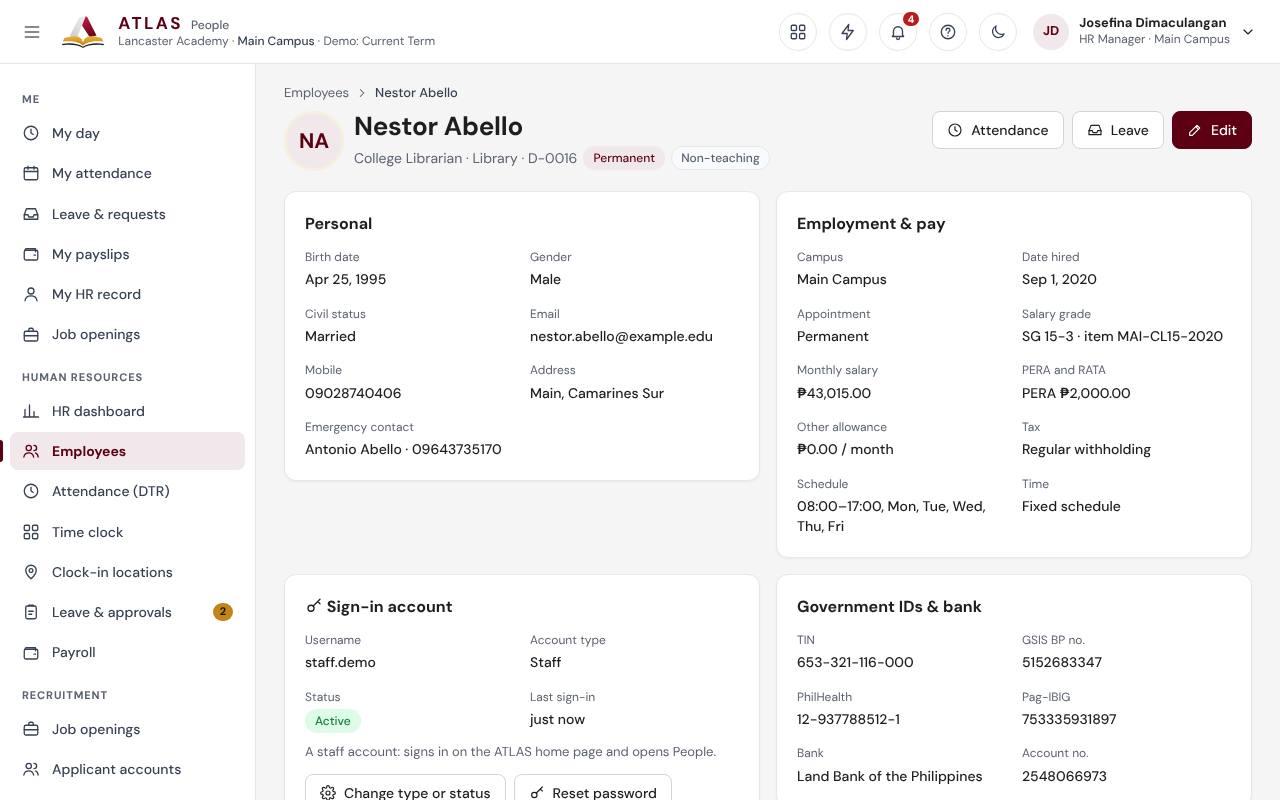 ATLAS People
Lancaster Academy · Main Campus · Demo: Current Term
4
JD
Josefina Dimaculangan
HR Manager · Main Campus
ME
My day
My attendance
Leave & requests
My payslips
My HR record
Job openings
HUMAN RESOURCES
HR dashboard
Employees
Attendance (DTR)
Time clock
Clock-in locations
Leave & approvals 2
Payroll
RECRUITMENT
Job openings
Applicant accounts
Employees > Nestor Abello
NA
Nestor Abello
College Librarian · Library · D-0016 Permanent Non-teaching
Attendance Leave Edit
Personal
Birth date Gender
Apr 25, 1995 Male
Civil status Email
Married nestor.abello@example.edu
Mobile Address
09028740406 Main, Camarines Sur
Emergency contact
Antonio Abello · 09643735170
Employment & pay
Campus Date hired
Main Campus Sep 1, 2020
Appointment Salary grade
Permanent SG 15-3 · item MAI-CL15-2020
Monthly salary PERA and RATA
₱43,015.00 PERA ₱2,000.00
Other allowance Tax
₱0.00 / month Regular withholding
Schedule Time
08:00–17:00, Mon, Tue, Wed, Fixed schedule
Thu, Fri
Sign-in account
Username Account type
staff.demo Staff
Status Last sign-in
Active just now
A staff account: signs in on the ATLAS home page and opens People.
Change type or status Reset password
Government IDs & bank
TIN GSIS BP no.
653-321-116-000 5152683347
PhilHealth Pag-IBIG
12-937788512-1 753335931897
Bank Account no.
Land Bank of the Philippines 2548066973